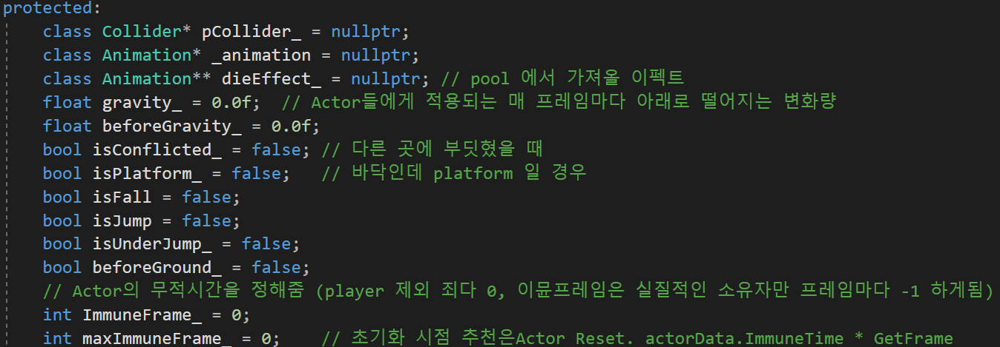 protected:
class Collider* pCollider_ = nullptr;
class Animation* _animation = nullptr;
class Animation** dieEffect_ = nullptr; // pool 에서 가져올 이펙트
float gravity_ = 0.0f;  // Actor들에게 적용되는 매 프레임마다 아래로 떨어지는 변화량
float beforeGravity_ = 0.0f;
bool isConflicted_ = false; // 다른 곳에 부딧혔을 때
bool isPlatform_ = false;   // 바닥인데 platform 일 경우
bool isFall = false;
bool isJump = false;
bool isUnderJump_ = false;
bool beforeGround_ = false;
// Actor의 무적시간을 정해줌 (player 제외 죄다 0, 이뮨프레임은 실질적인 소유자만 프레임마다 -1 하게됨)
int ImmuneFrame_ = 0;
int maxImmuneFrame_ = 0;    // 초기화 시점 추천은Actor Reset. actorData.ImmuneTime * GetFrame